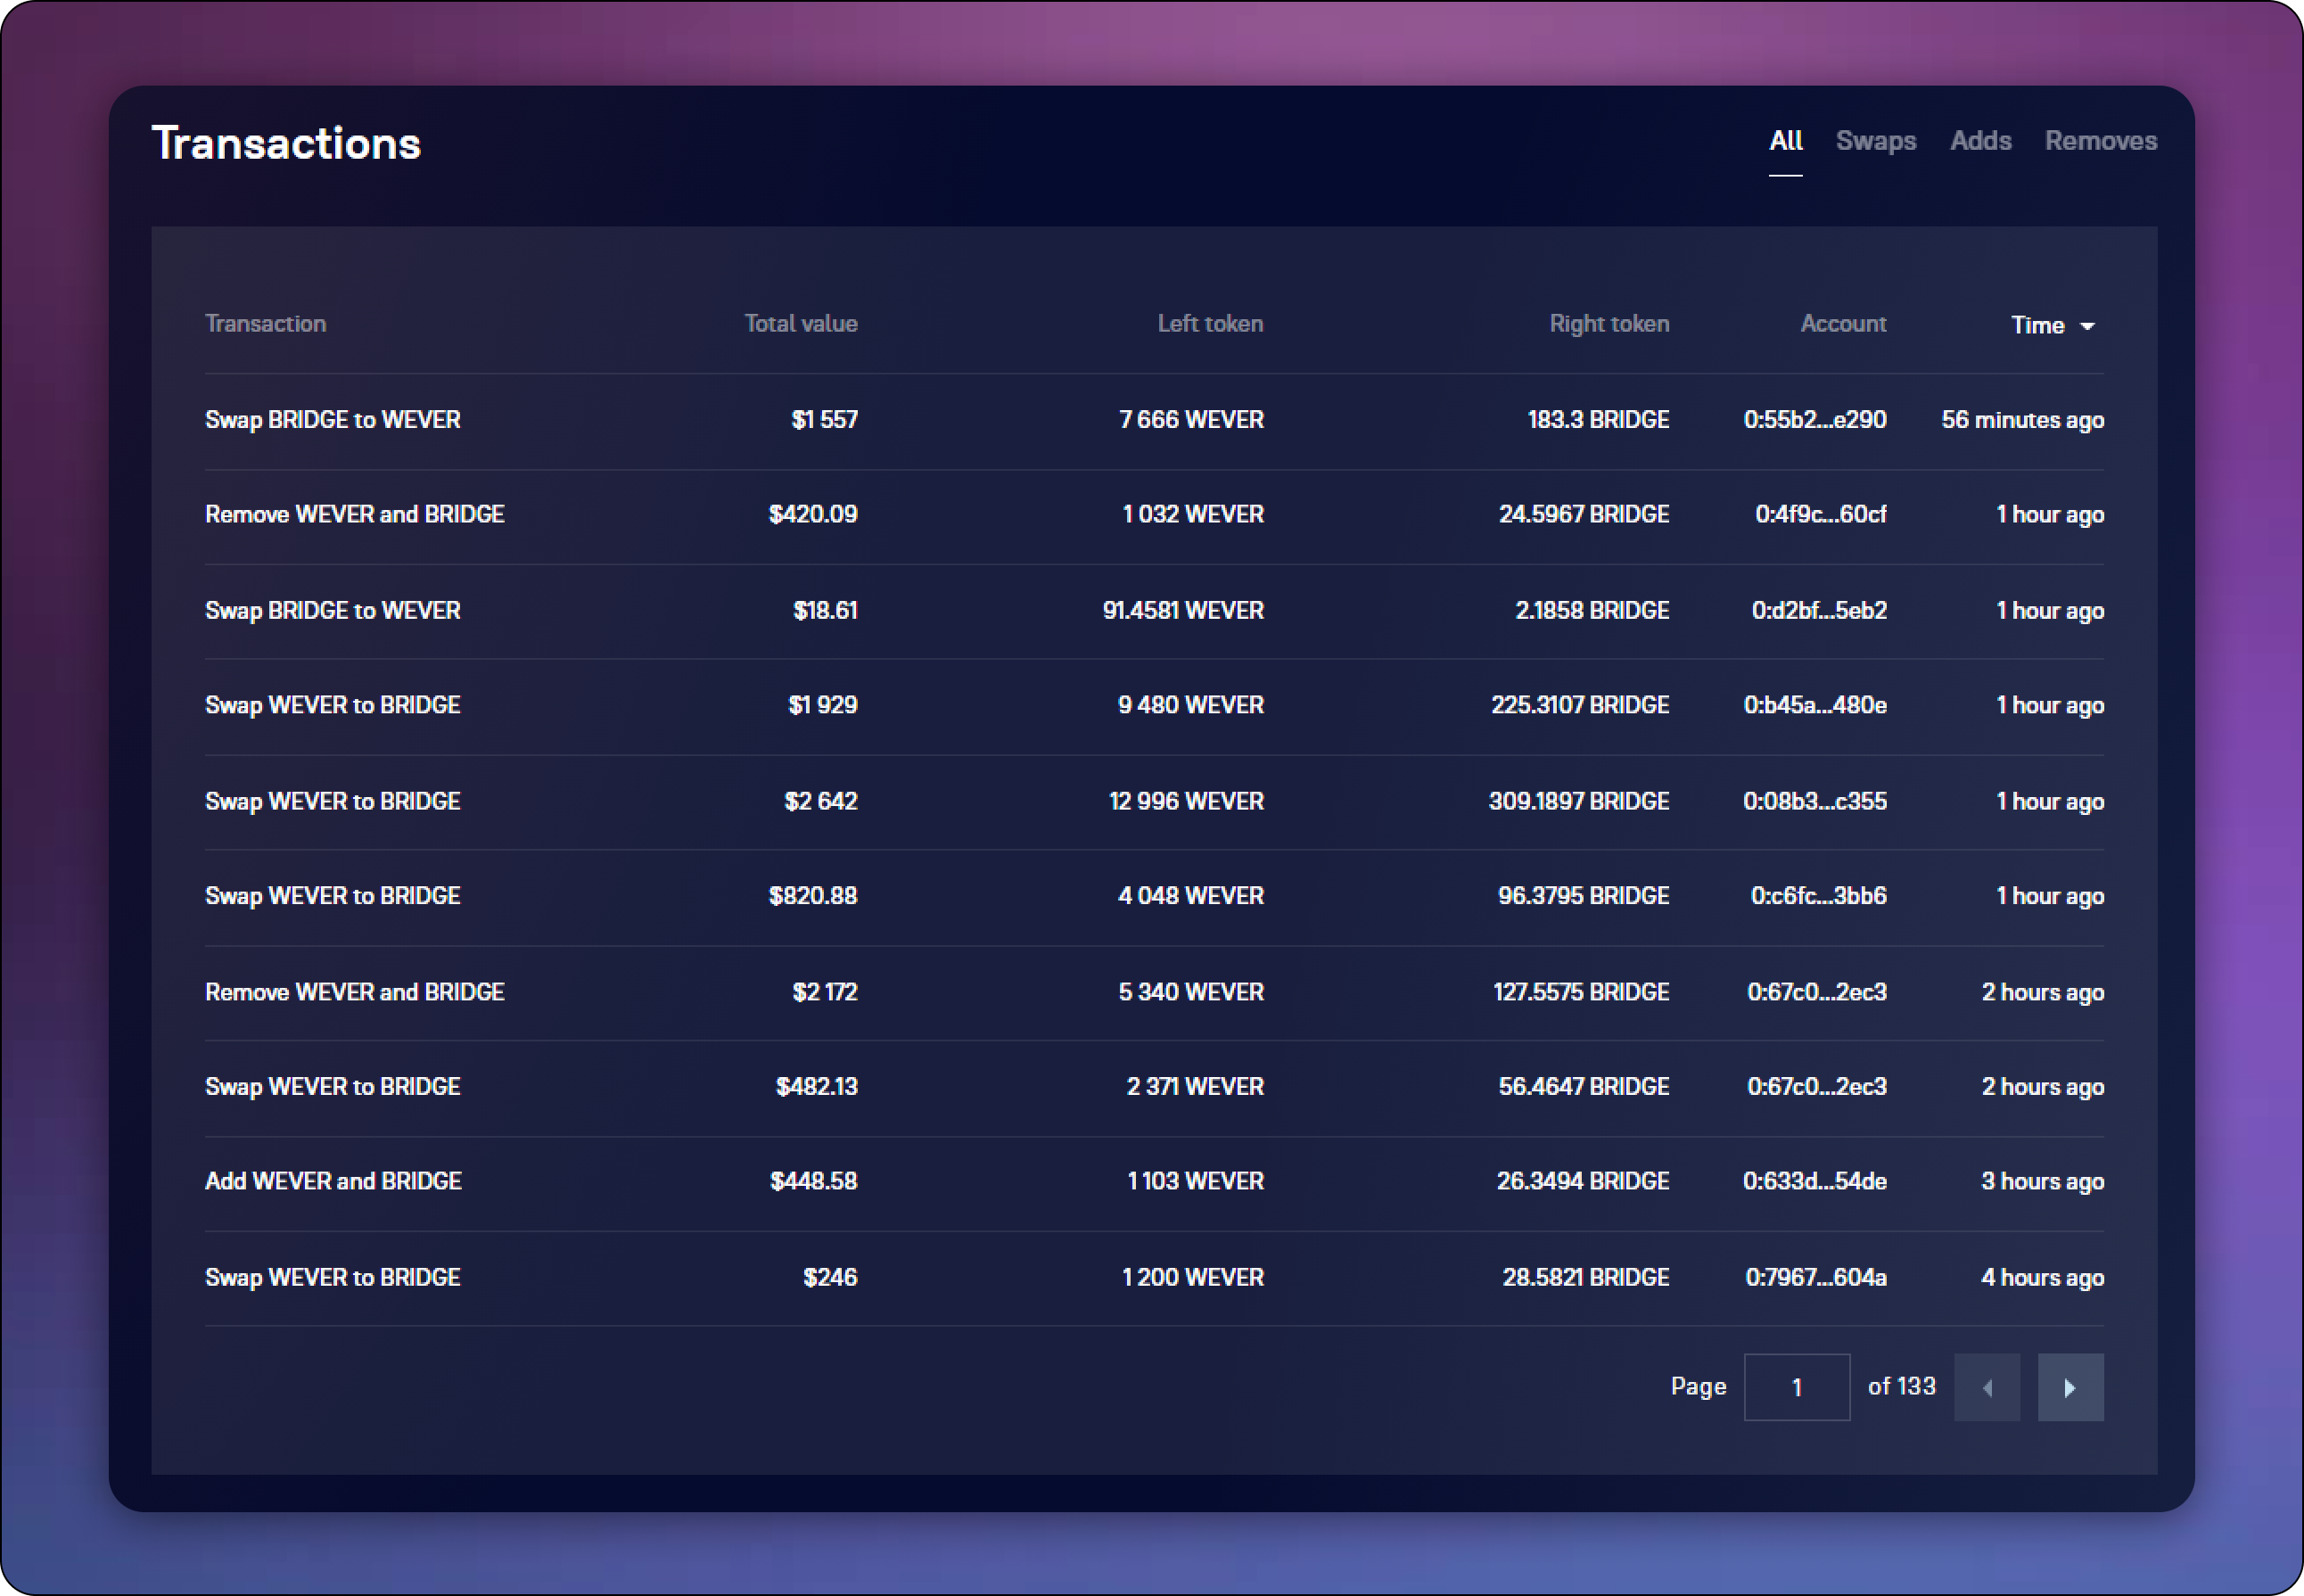 Transactions
All Swaps Adds Removes
Transaction Total value Left token Right token Account Time
Swap BRIDGE to WEVER $1 557 7 666 WEVER 183.3 BRIDGE 0:55b2...e290 56 minutes ago
Remove WEVER and BRIDGE $420.09 1 032 WEVER 24.5967 BRIDGE 0:4f9c...60cf 1 hour ago
Swap BRIDGE to WEVER $18.61 91.4581 WEVER 2.1858 BRIDGE 0:d2bf...5eb2 1 hour ago
Swap WEVER to BRIDGE $1 929 9 480 WEVER 225.3107 BRIDGE 0:b45a...480e 1 hour ago
Swap WEVER to BRIDGE $2 642 12 996 WEVER 309.1897 BRIDGE 0:08b3...c355 1 hour ago
Swap WEVER to BRIDGE $820.88 4 048 WEVER 96.3795 BRIDGE 0:c6fc...3bb6 1 hour ago
Remove WEVER and BRIDGE $2 172 5 340 WEVER 127.5575 BRIDGE 0:67c0...2ec3 2 hours ago
Swap WEVER to BRIDGE $482.13 2 371 WEVER 56.4647 BRIDGE 0:67c0...2ec3 2 hours ago
Add WEVER and BRIDGE $448.58 1 103 WEVER 26.3494 BRIDGE 0:633d...54de 3 hours ago
Swap WEVER to BRIDGE $246 1 200 WEVER 28.5821 BRIDGE 0:7967...604a 4 hours ago
Page 1 of 133